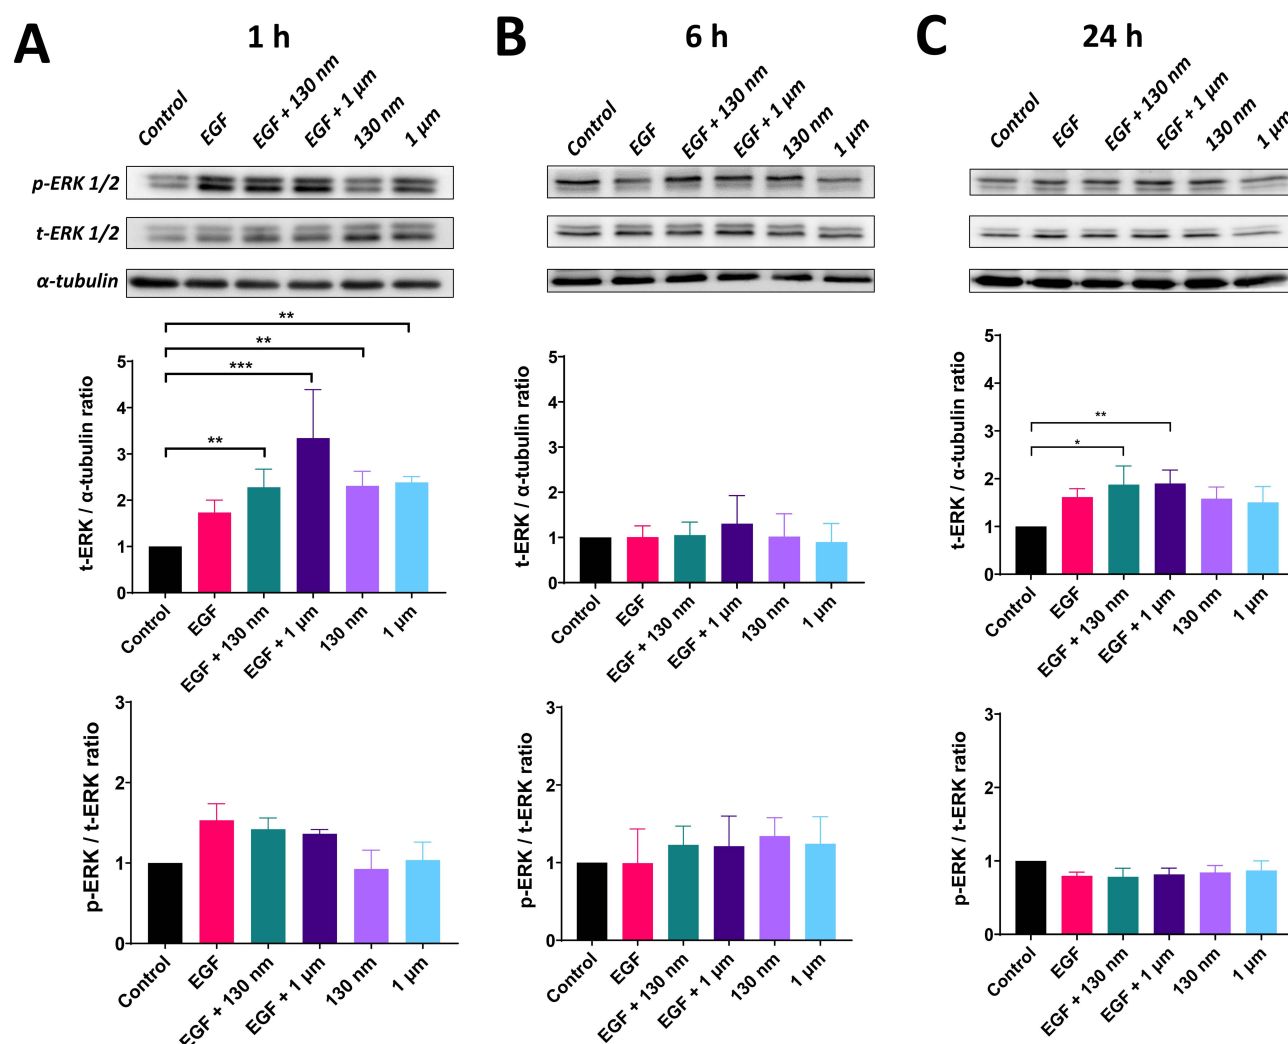 A
1 h
Control
EGF
EGF + 130 nm
EGF + 1 µm
130 nm
1 µm
p-ERK 1/2
t-ERK 1/2
α-tubulin
**
**
***
**
t-ERK / α-tubulin ratio
5
4
3
2
1
0
Control
EGF
EGF + 130 nm
EGF + 1 µm
130 nm
1 µm
p-ERK / t-ERK ratio
3
2
1
0
Control
EGF
EGF + 130 nm
EGF + 1 µm
130 nm
1 µm
B
6 h
Control
EGF
EGF + 130 nm
EGF + 1 µm
130 nm
1 µm
t-ERK / α-tubulin ratio
5
4
3
2
1
0
Control
EGF
EGF + 130 nm
EGF + 1 µm
130 nm
1 µm
p-ERK / t-ERK ratio
3
2
1
0
Control
EGF
EGF + 130 nm
EGF + 1 µm
130 nm
1 µm
C
24 h
Control
EGF
EGF + 130 nm
EGF + 1 µm
130 nm
1 µm
**
*
t-ERK / α-tubulin ratio
5
4
3
2
1
0
Control
EGF
EGF + 130 nm
EGF + 1 µm
130 nm
1 µm
p-ERK / t-ERK ratio
3
2
1
0
Control
EGF
EGF + 130 nm
EGF + 1 µm
130 nm
1 µm